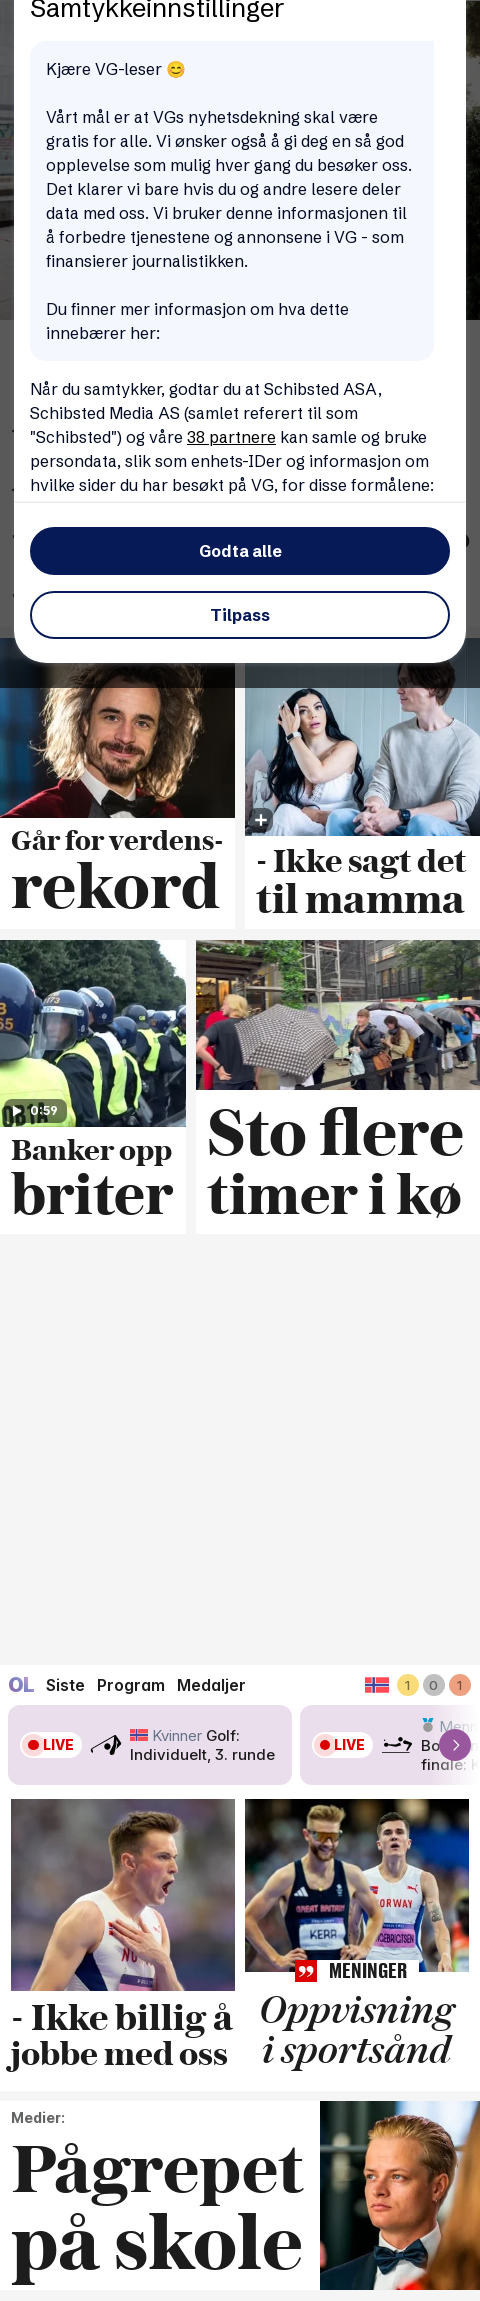 Samtykkeinnstillinger
Kjære VG-leser 😊
Vårt mål er at VGs nyhetsdekning skal være
gratis for alle. Vi ønsker også å gi deg en så god
opplevelse som mulig hver gang du besøker oss.
Det klarer vi bare hvis du og andre lesere deler
data med oss. Vi bruker denne informasjonen til
å forbedre tjenestene og annonsene i VG - som
finansierer journalistikken.
Du finner mer informasjon om hva dette
innebærer her:
Når du samtykker, godtar du at Schibsted ASA,
Schibsted Media AS (samlet referert til som
"Schibsted") og våre 38 partnere kan samle og bruke
persondata, slik som enhets-IDer og informasjon om
hvilke sider du har besøkt på VG, for disse formålene:
Godta alle
Tilpass
Går for verdens-
rekord
- Ikke sagt det
til mamma
0:59
Banker opp
briter
Sto flere
timer i kø
OL Siste Program Medaljer 1 0 1
LIVE
Kvinner Golf:
Individuelt, 3. runde
LIVE
finale:
- Ikke billig å
jobbe med oss
GREAT BRITAIN
KERR
NORWAY
MENINGER
Oppvisning
i sportsånd
Medier:
Pågrepet
på skole